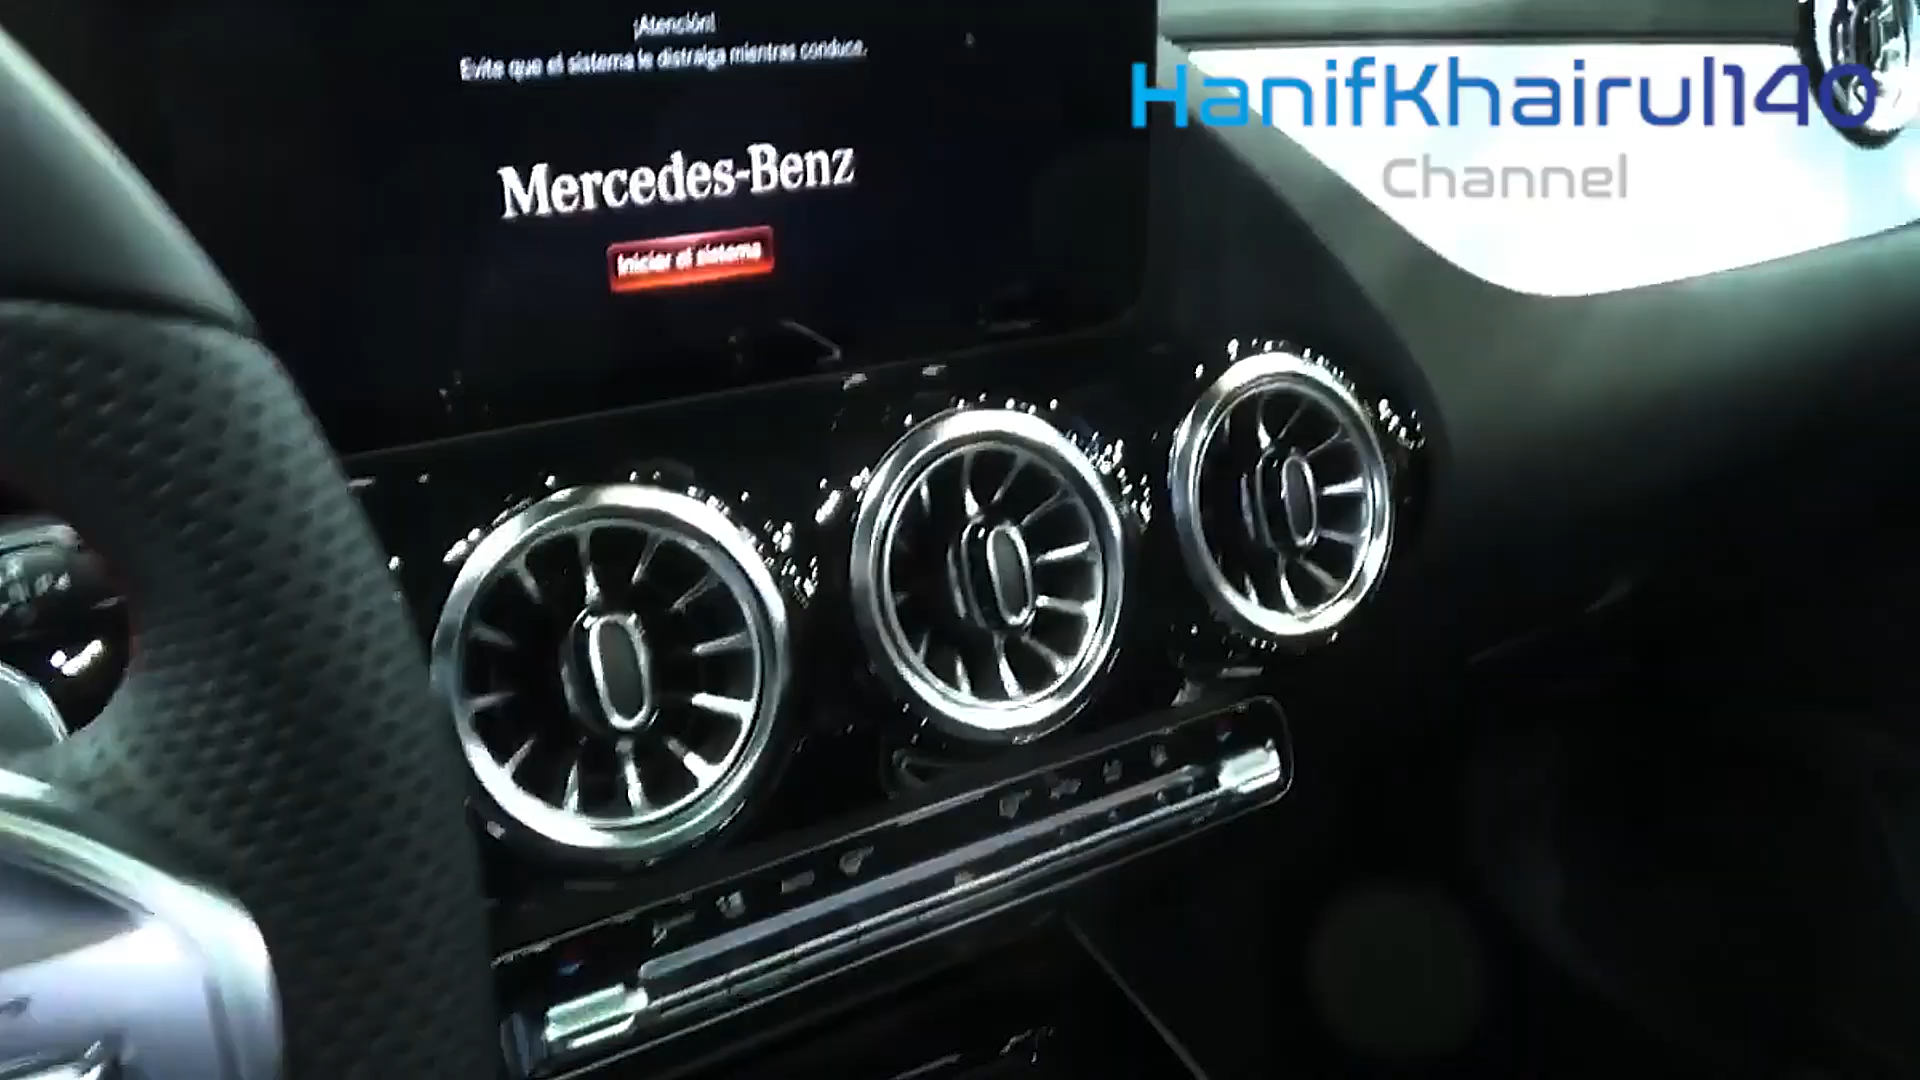 ¡Atención!
Evite que el sistema le distraiga mientras conduce.
Mercedes-Benz
Iniciar el sistema
HanifKhairul140
Channel